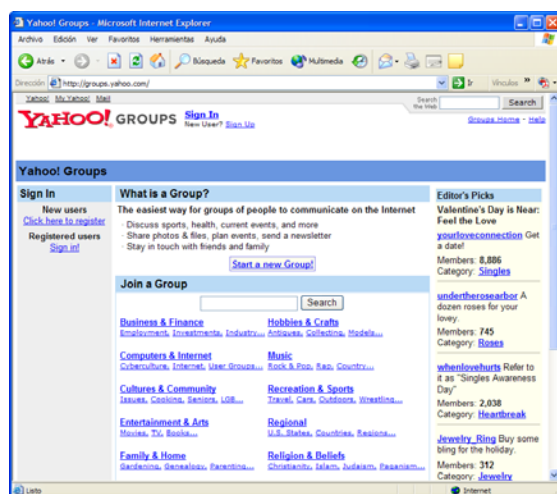 Yahoo! Groups - Microsoft Internet Explorer
Archivo Edición Ver Favoritos Herramientas Ayuda
Atrás Búsqueda Favoritos Multimedia
Dirección http://groups.yahoo.com/ Ir Vínculos »
Yahoo! My Yahoo! Mail
Search the Web Search
YAHOO! GROUPS Sign In
New User? Sign Up
Groups Home - Help
Yahoo! Groups
Sign In
New users
Click here to register
Registered users
Sign in!
What is a Group?
The easiest way for groups of people to communicate on the Internet
· Discuss sports, health, current events, and more
· Share photos & files, plan events, send a newsletter
· Stay in touch with friends and family
Start a new Group!
Join a Group
Search
Business & Finance
Employment, Investments, Industry...
Hobbies & Crafts
Antiques, Collecting, Models...
Computers & Internet
Cyberculture, Internet, User Groups...
Music
Rock & Pop, Rap, Country...
Cultures & Community
Issues, Cooking, Seniors, LGB...
Recreation & Sports
Travel, Cars, Outdoors, Wrestling...
Entertainment & Arts
Movies, TV, Books...
Regional
U.S. States, Countries, Regions...
Family & Home
Gardening, Genealogy, Parenting...
Religion & Beliefs
Christianity, Islam, Judaism, Paganism...
Editor's Picks
Valentine's Day is Near:
Feel the Love
yourloveconnection Get
a date!
Members: 8,886
Category: Singles
undertherosearbor A
dozen roses for your
lovey.
Members: 745
Category: Roses
whenlovehurts Refer to
it as "Singles Awareness
Day"
Members: 2,038
Category: Heartbreak
Jewelry_Ring Buy some
bling for the holiday.
Members: 312
Category: Jewelry
Listo
Internet